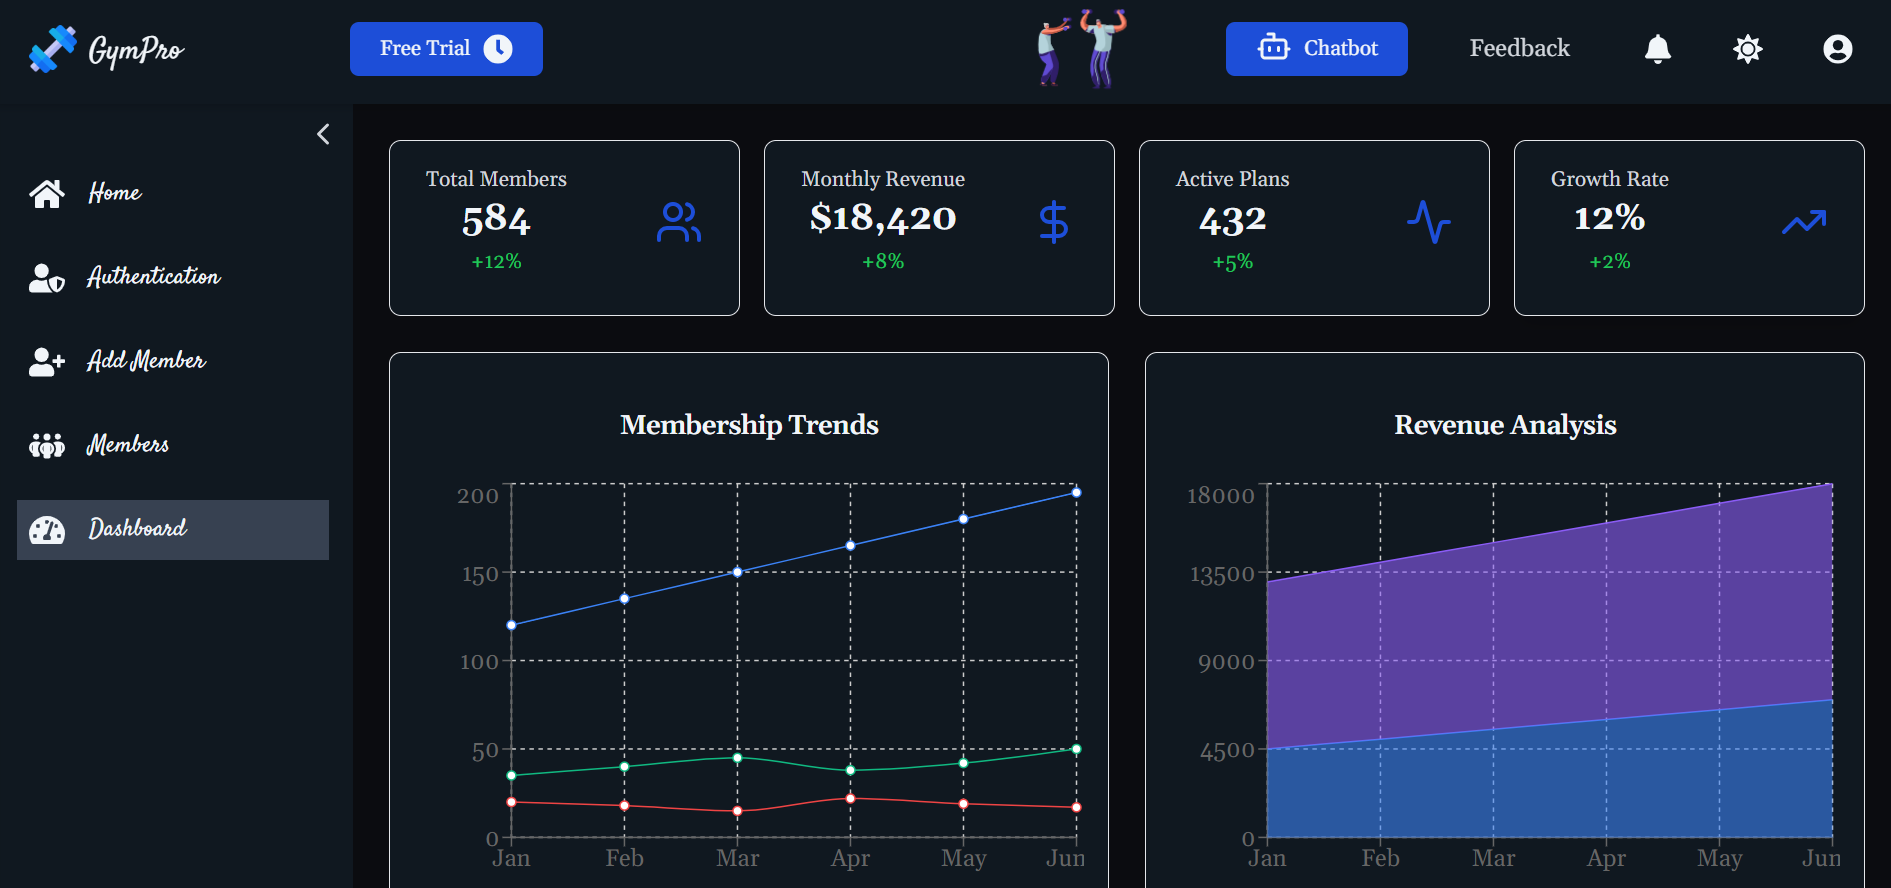 GymPro
Free Trial
Chatbot
Feedback
Home
Authentication
Add Member
Members
Dashboard
Total Members
584
+12%
Monthly Revenue
$18,420
+8%
Active Plans
432
+5%
Growth Rate
12%
+2%
Membership Trends
200
150
100
50
0
Jan Feb Mar Apr May Jun
Revenue Analysis
18000
13500
9000
4500
0
Jan Feb Mar Apr May Jun